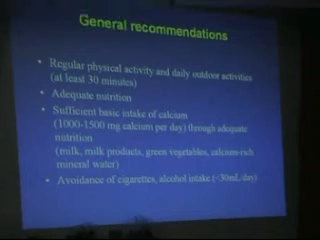 General recommendations
• Regular physical activity and daily outdoor activities
(at least 30 minutes)
• Adequate nutrition
• Sufficient basic intake of calcium
(1000-1500 mg calcium per day) through adequate
nutrition
(milk, milk products, green vegetables, calcium-rich
mineral water)
• Avoidance of cigarettes, alcohol intake (<30mL/day)